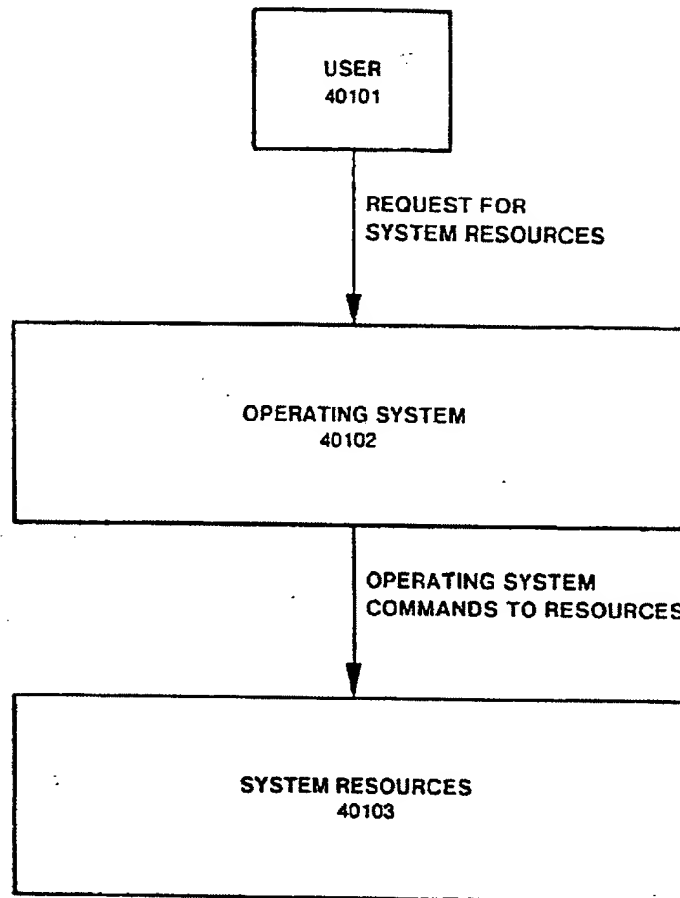 USER
40101
REQUEST FOR
SYSTEM RESOURCES
OPERATING SYSTEM
40102
OPERATING SYSTEM
COMMANDS TO RESOURCES
SYSTEM RESOURCES
40103